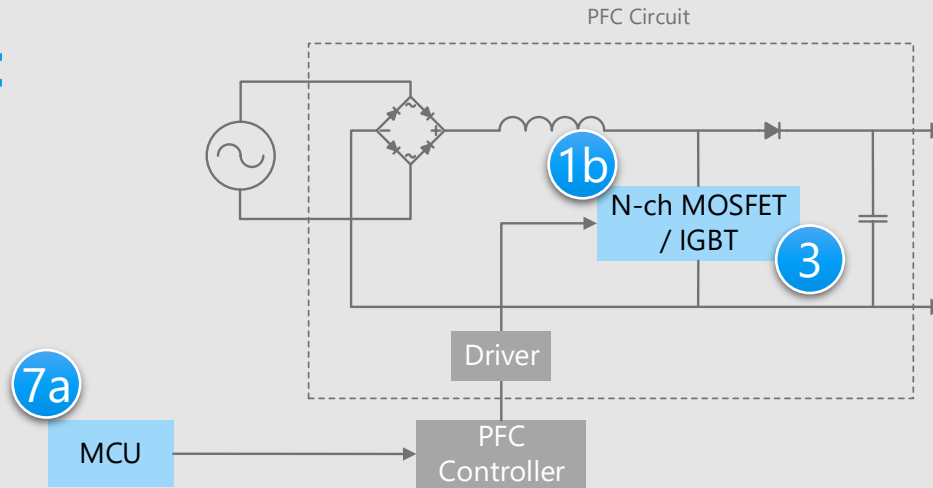 PFC Circuit
1b
N-ch MOSFET
/ IGBT
3
Driver
7a
MCU
PFC
Controller